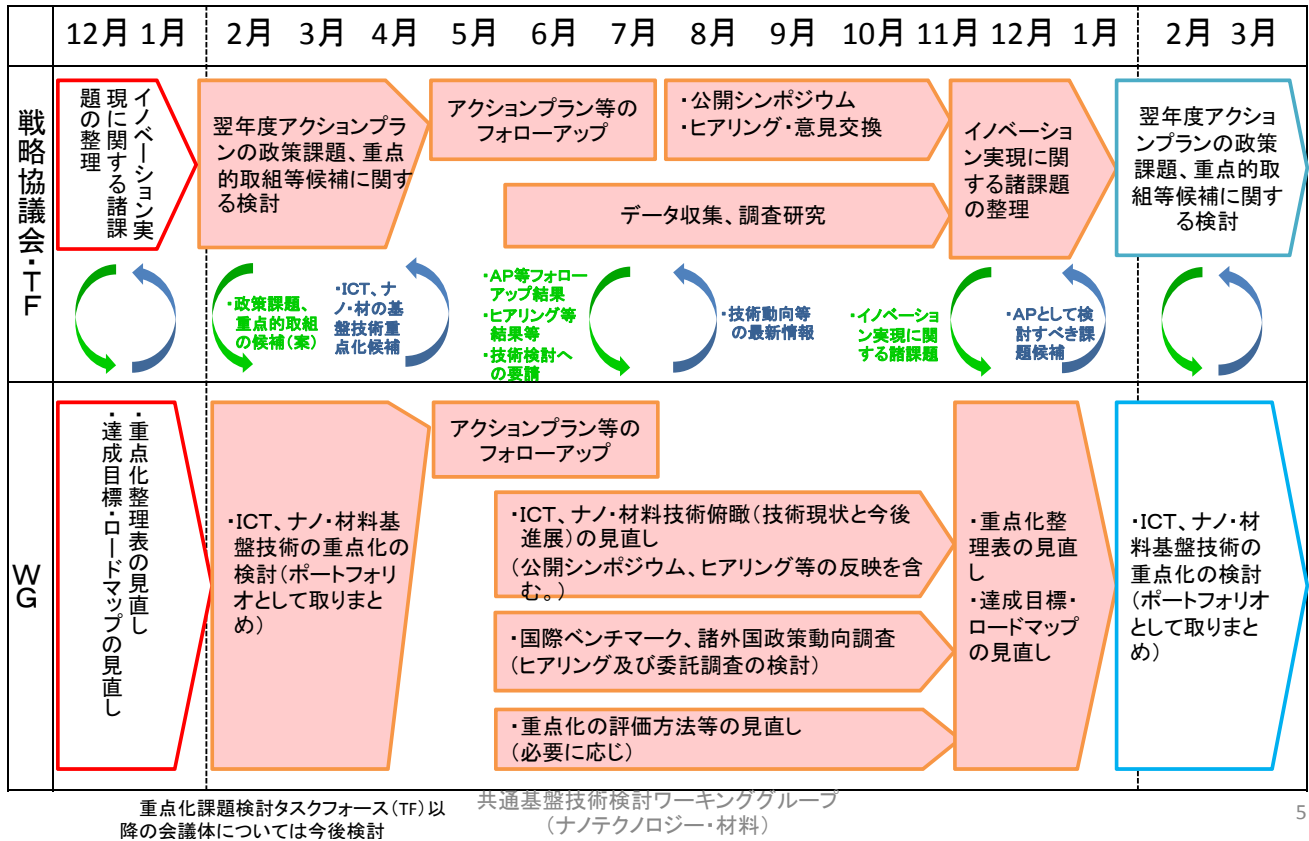 12月 1月 2月 3月 4月 5月 6月 7月 8月 9月 10月 11月 12月 1月 2月 3月
戦略協議会・TF
イノベーション実
現に関する諸課
題の整理
翌年度アクションプラ
ンの政策課題、重点
的取組等候補に関す
る検討
アクションプラン等の
フォローアップ
・公開シンポジウム
・ヒアリング・意見交換
データ収集、調査研究
イノベーショ
ン実現に関
する諸課題
の整理
翌年度アクショ
ンプランの政策
課題、重点的取
組等候補に関す
る検討
・政策課題、
重点的取組
の候補(案)
・ICT、ナ
ノ・材の基
盤技術重
点化候補
・AP等フォロー
アップ結果
・ヒアリング等
結果等
・技術検討へ
の要請
・技術動向等
の最新情報
・イノベーショ
ン実現に関
する諸課題
・APとして検
討すべき課
題候補
WG
・重点化整理表の見直し
・達成目標・ロードマップの見直し
・ICT、ナノ・材料基
盤技術の重点化の
検討(ポートフォリ
オとして取りまと
め)
アクションプラン等の
フォローアップ
・ICT、ナノ・材料技術俯瞰(技術現状と今後
進展)の見直し
(公開シンポジウム、ヒアリング等の反映を含
む。)
・国際ベンチマーク、諸外国政策動向調査
(ヒアリング及び委託調査の検討)
・重点化の評価方法等の見直し
(必要に応じ)
・重点化整
理表の見直
し
・達成目標・
ロードマップ
の見直し
・ICT、ナノ・材
料基盤技術の
重点化の検討
(ポートフォリオ
として取りまと
め)
重点化課題検討タスクフォース(TF)以
降の会議体については今後検討
共通基盤技術検討ワーキンググループ
(ナノテクノロジー・材料)
5